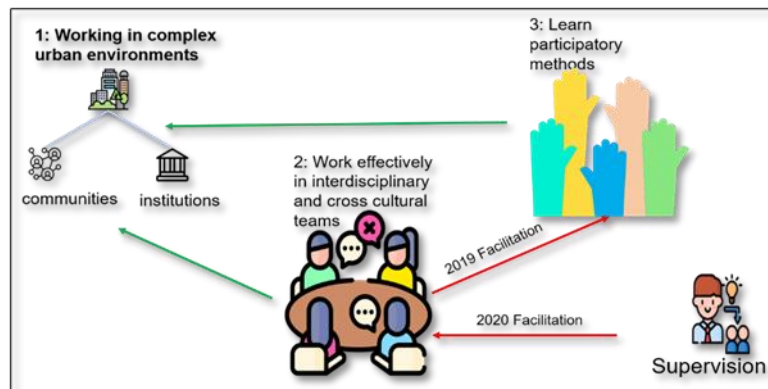 1: Working in complex
urban environments
communities
institutions
2: Work effectively
in interdisciplinary
and cross cultural
teams
3: Learn
participatory
methods
2019 Facilitation
2020 Facilitation
Supervision